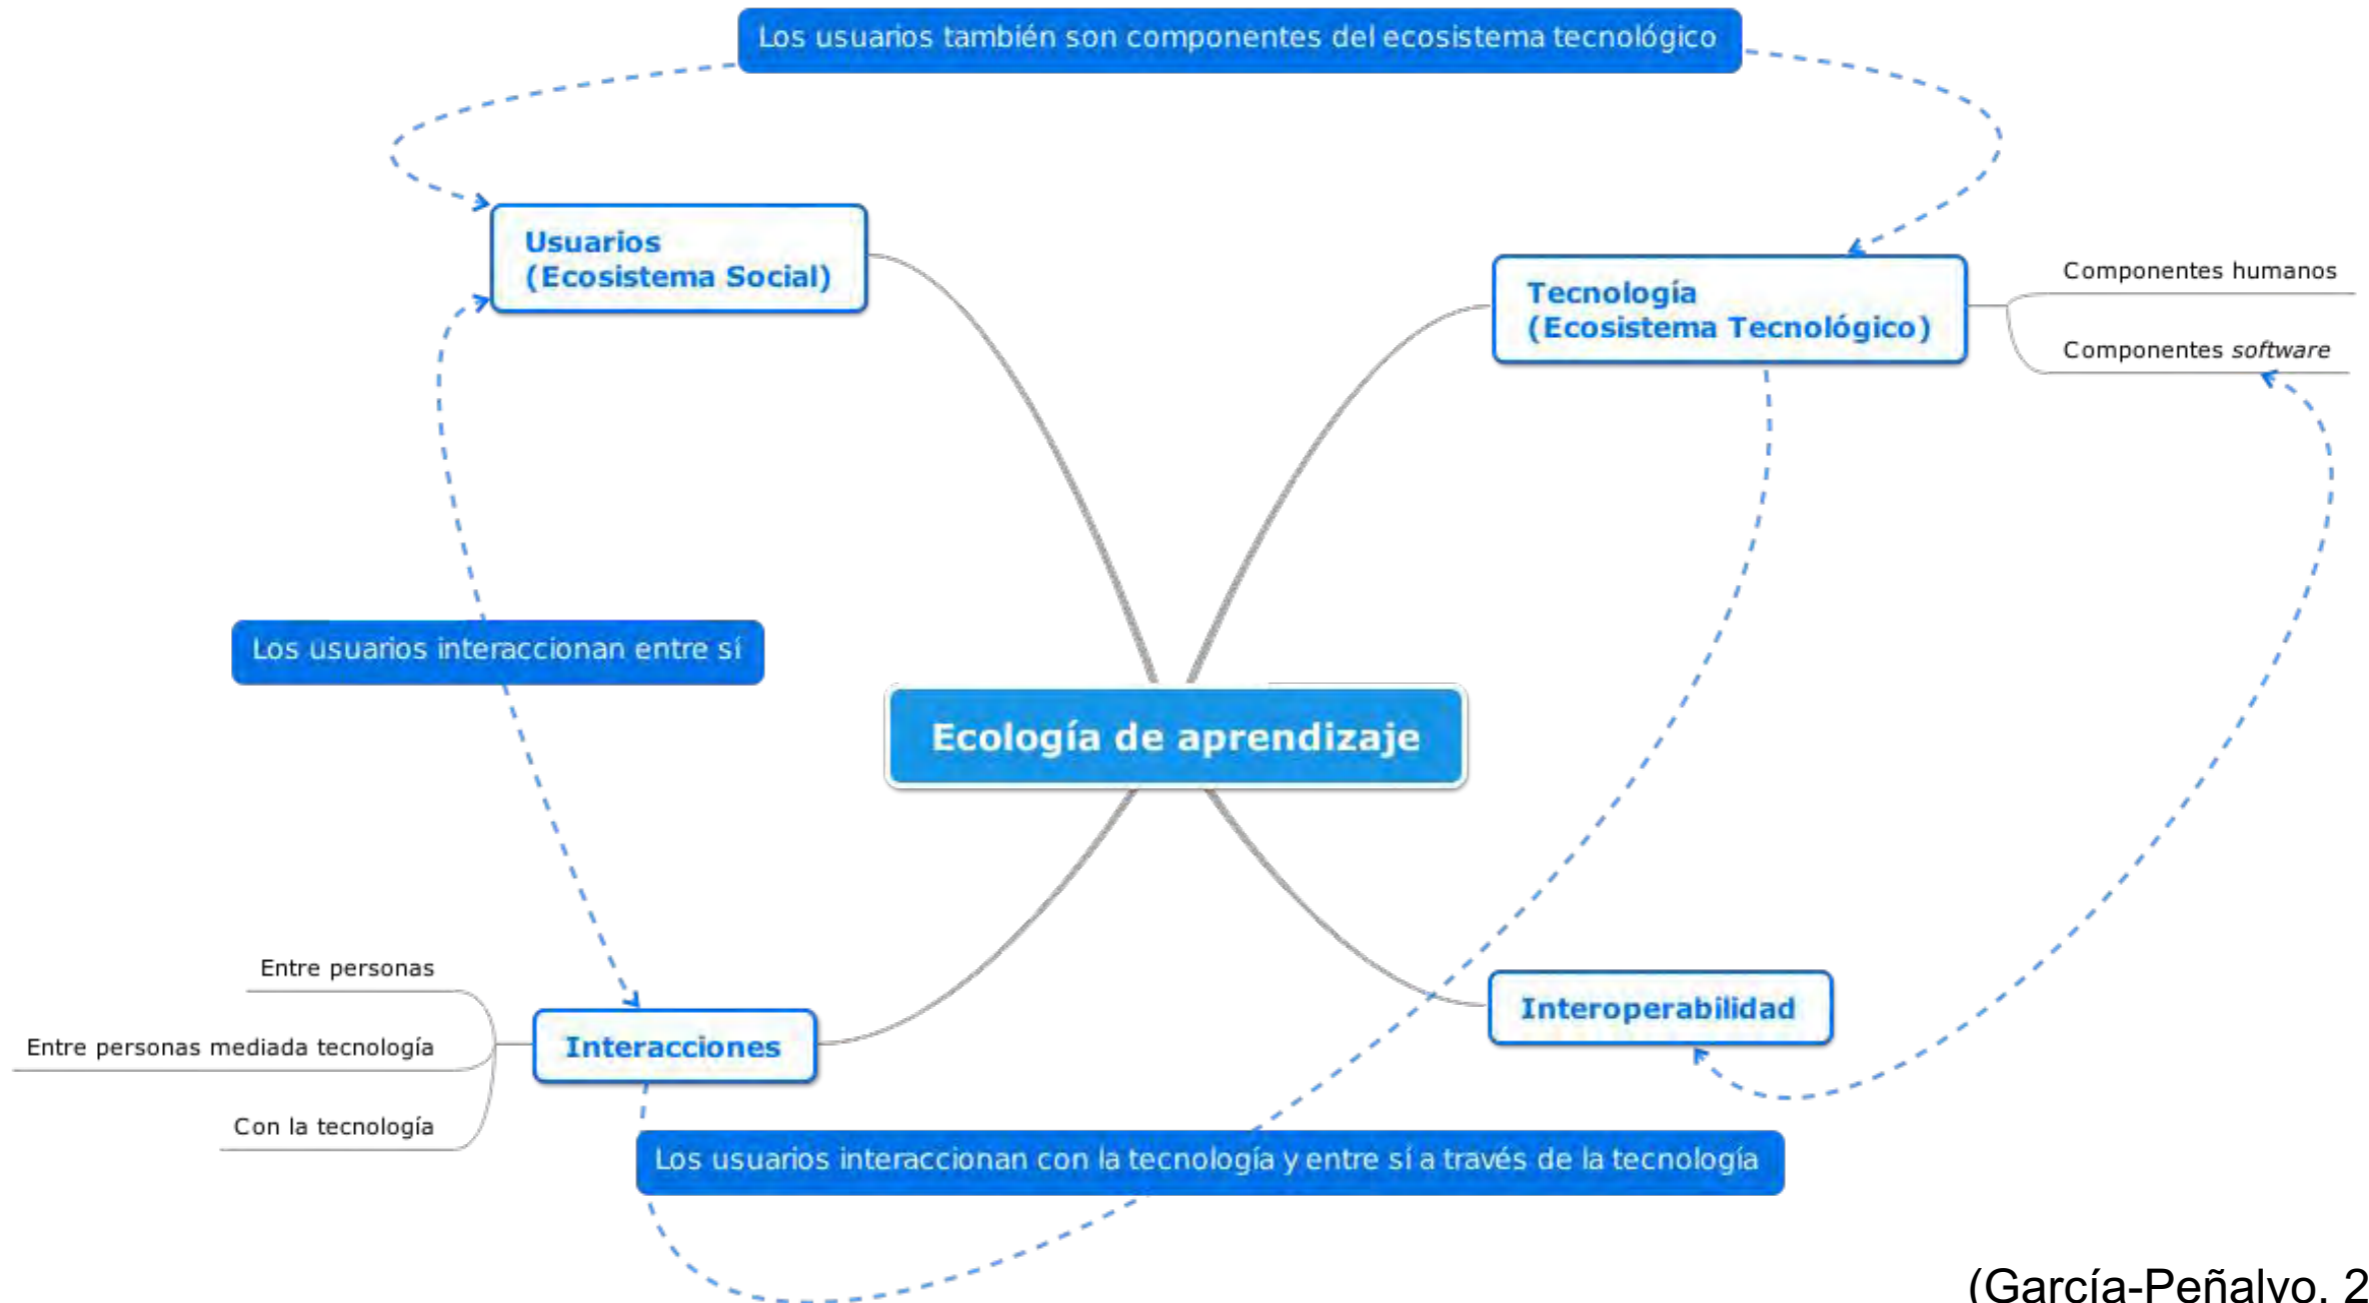 Los usuarios también son componentes del ecosistema tecnológico
Usuarios
(Ecosistema Social)
Tecnología
(Ecosistema Tecnológico)
Componentes humanos
Componentes software
Los usuarios interaccionan entre sí
Ecología de aprendizaje
Entre personas
Entre personas mediada tecnología
Con la tecnología
Interacciones
Interoperabilidad
Los usuarios interaccionan con la tecnología y entre sí a través de la tecnología
(García-Peñalvo, 2